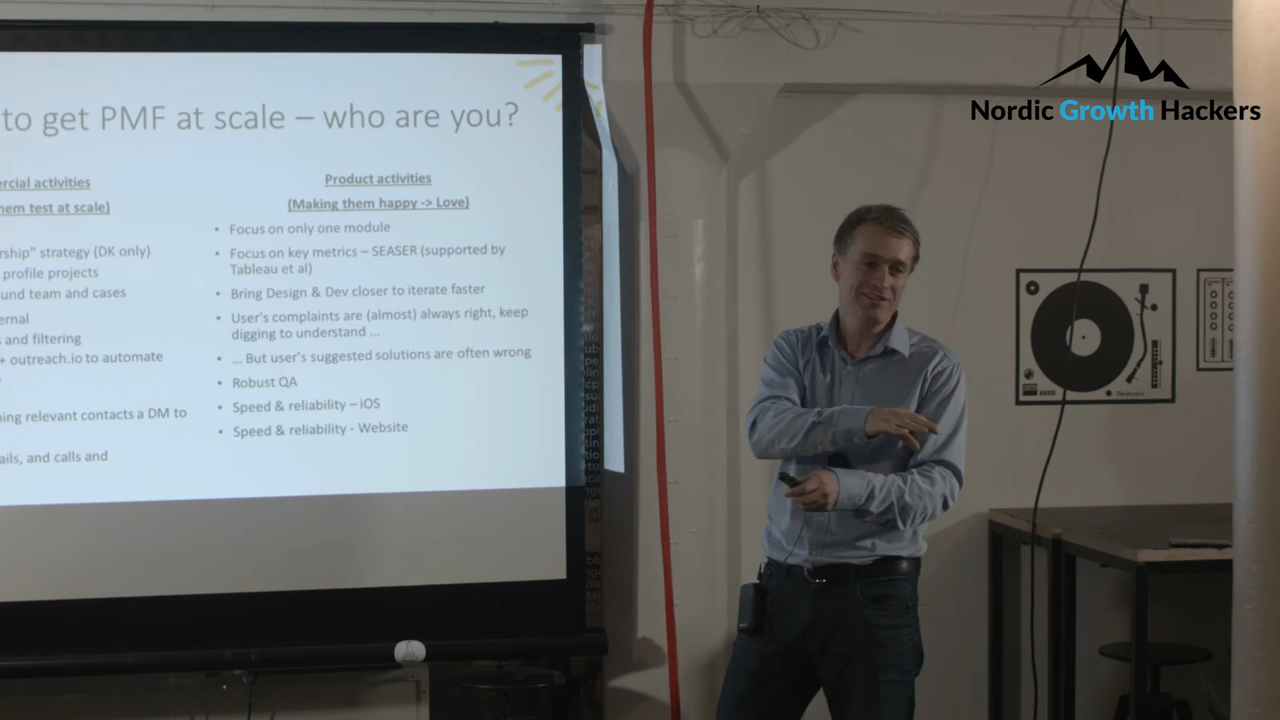 Nordic Growth Hackers
to get PMF at scale – who are you?
ercial activities
hem test at scale)
rship" strategy (DK only)
profile projects
und team and cases
ernal
s and filtering
+ outreach.io to automate
ping relevant contacts a DM to
ails, and calls and
Product activities
(Making them happy -> Love)
• Focus on only one module
• Focus on key metrics – SEASER (supported by
Tableau et al)
• Bring Design & Dev closer to iterate faster
• User's complaints are (almost) always right, keep
digging to understand ...
• ... But user's suggested solutions are often wrong
• Robust QA
• Speed & reliability – iOS
• Speed & reliability - Website
Technics